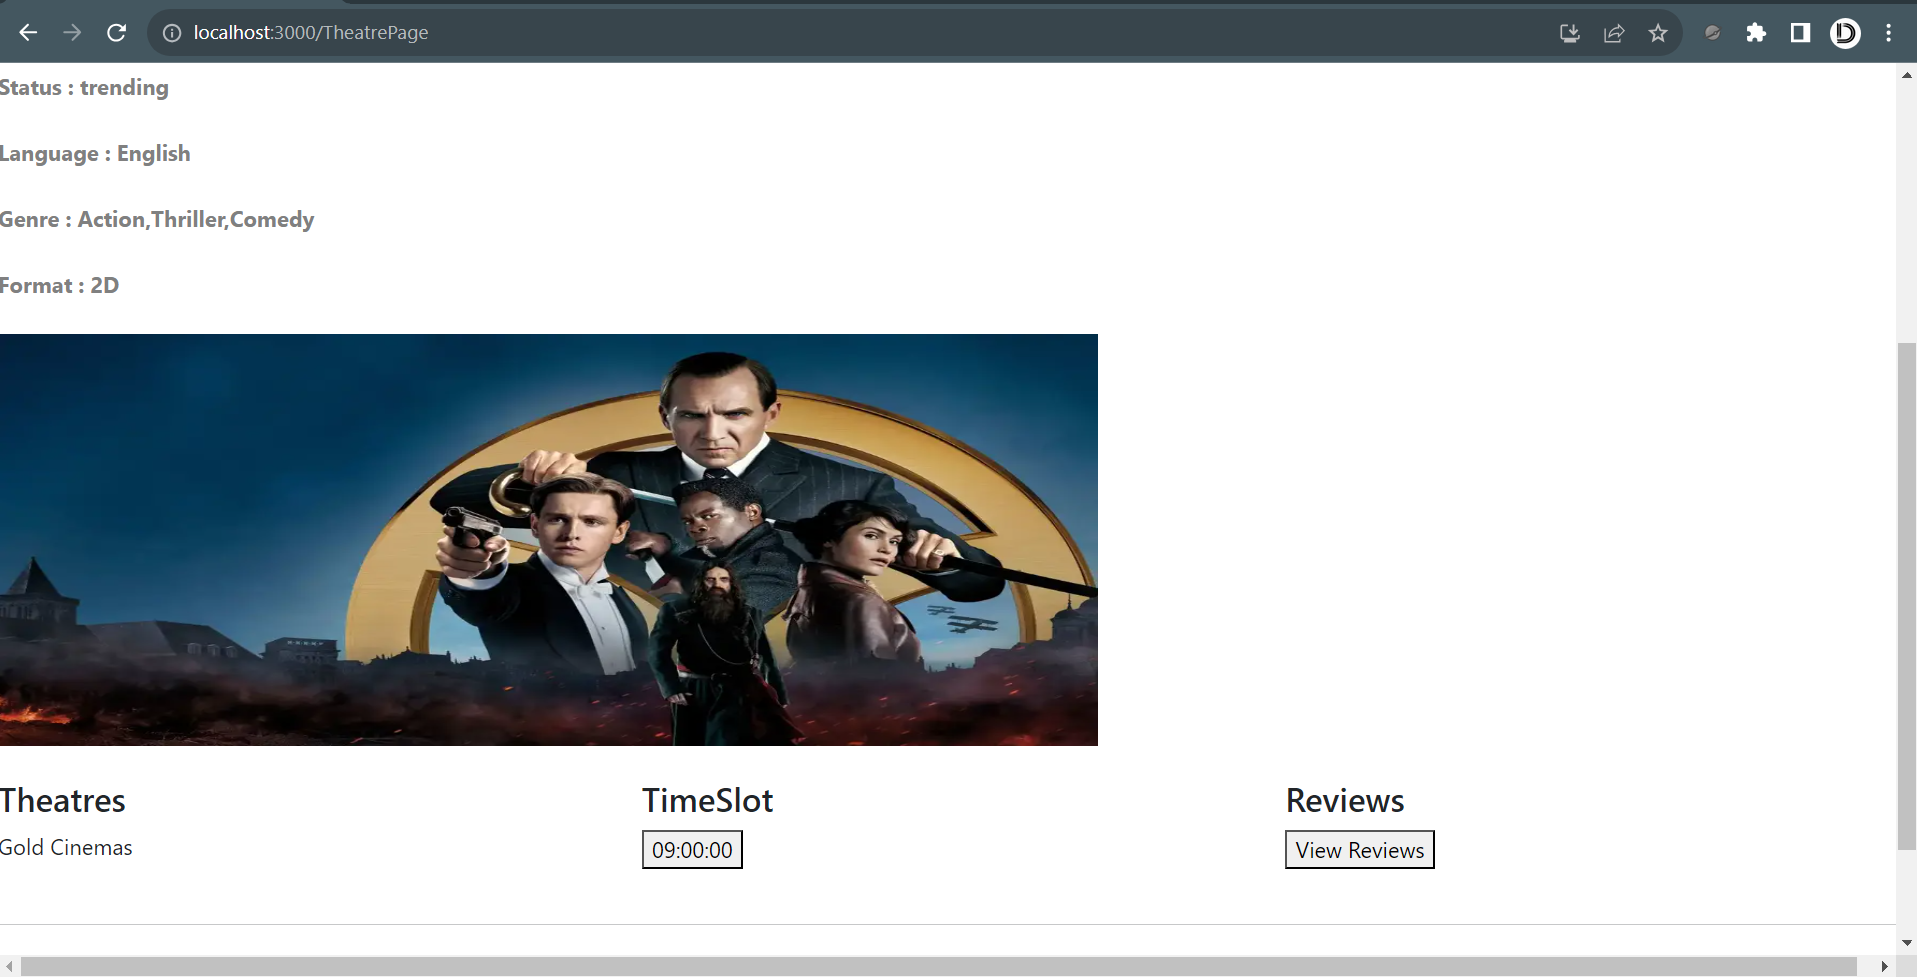 localhost:3000/TheatrePage
Status : trending
Language : English
Genre : Action,Thriller,Comedy
Format : 2D
Theatres
TimeSlot
Reviews
Gold Cinemas
09:00:00
View Reviews